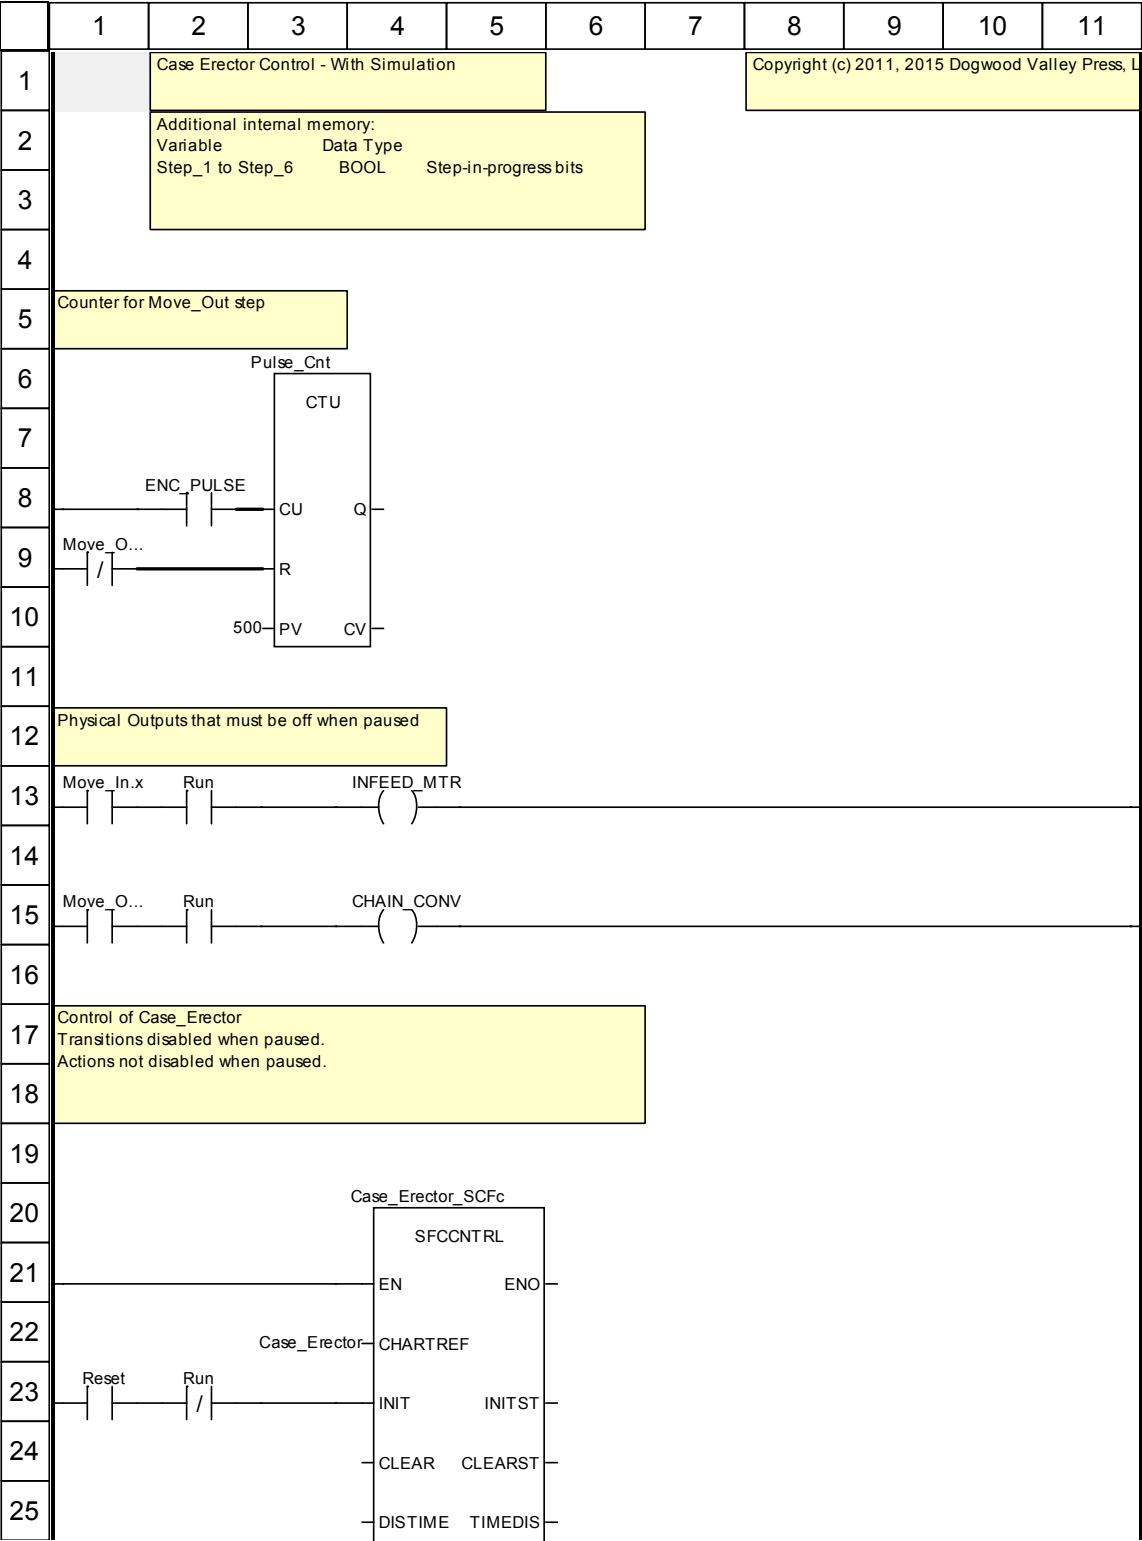 1 2 3 4 5 6 7 8 9 10 11
1
Case Erector Control - With Simulation
Copyright (c) 2011, 2015 Dogwood Valley Press, L
2
Additional internal memory:
Variable Data Type
Step_1 to Step_6 BOOL Step-in-progress bits
3
4
5
Counter for Move_Out step
6
Pulse_Cnt
CTU
7
8
ENC_PULSE
CU Q
9
Move_O...
/
R
10
500 PV CV
11
12
Physical Outputs that must be off when paused
13
Move_In.x Run INFEED_MTR
14
15
Move_O... Run CHAIN_CONV
16
17
Control of Case_Erector
Transitions disabled when paused.
Actions not disabled when paused.
18
19
20
Case_Erector_SCFc
SFCCNTRL
21
EN ENO
22
Case_Erector CHARTREF
23
Reset Run
/
INIT INITST
24
CLEAR CLEARST
25
DISTIME TIMEDIS